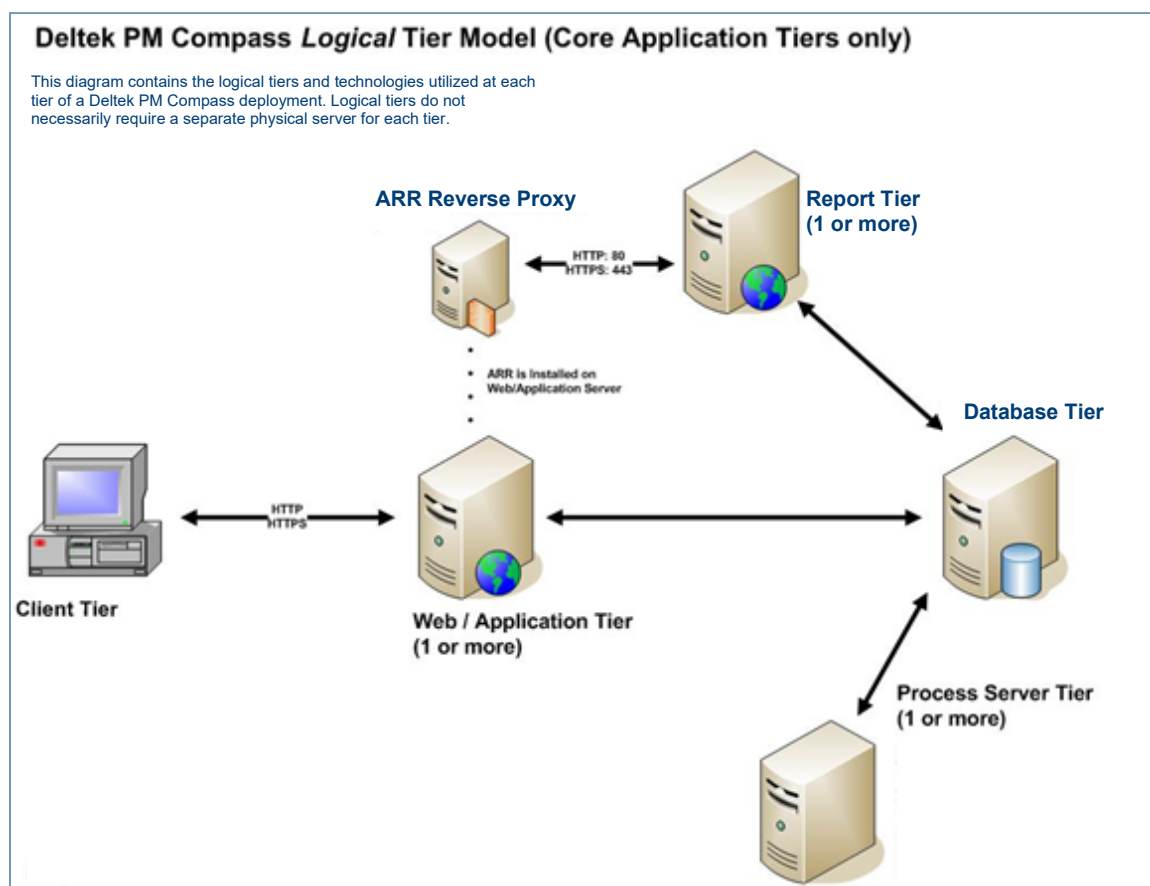 Deltek PM Compass Logical Tier Model (Core Application Tiers only)
This diagram contains the logical tiers and technologies utilized at each
tier of a Deltek PM Compass deployment. Logical tiers do not
necessarily require a separate physical server for each tier.
ARR Reverse Proxy
Report Tier
(1 or more)
HTTP: 80
HTTPS: 443
ARR is Installed on
Web/Application Server
Database Tier
HTTP
HTTPS
Client Tier
Web / Application Tier
(1 or more)
Process Server Tier
(1 or more)